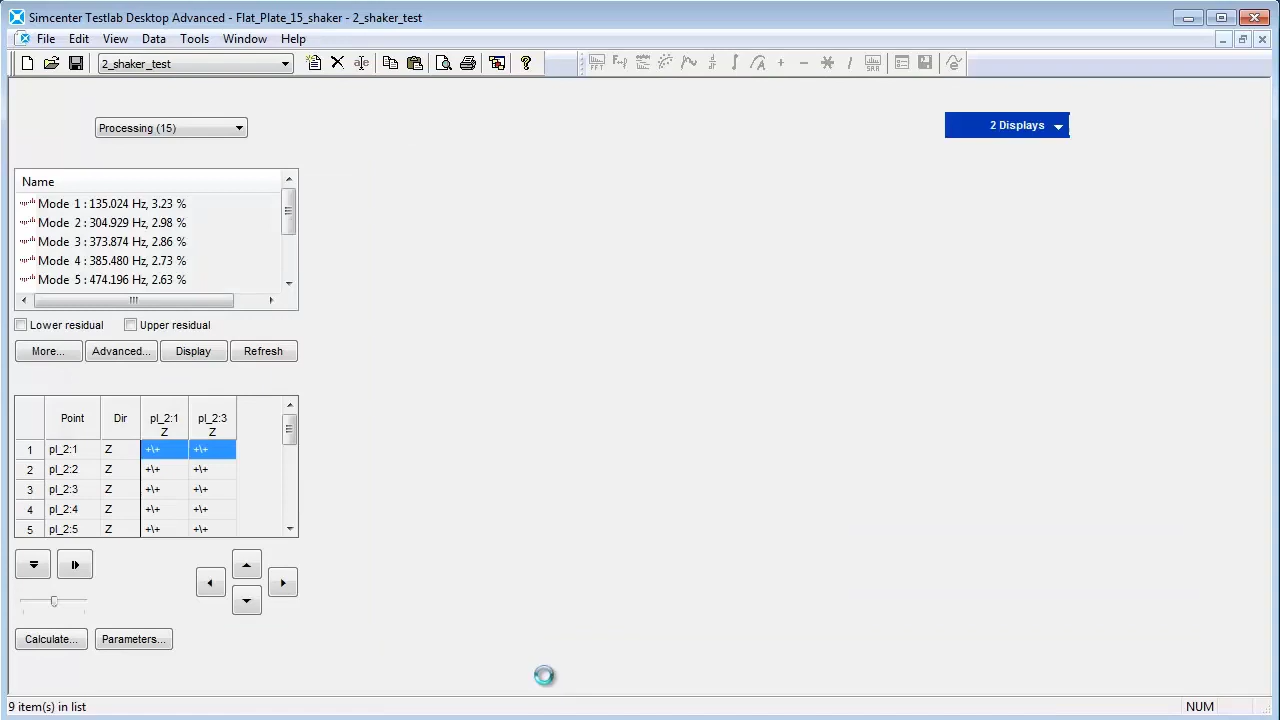 Simcenter Testlab Desktop Advanced - Flat_Plate_15_shaker - 2_shaker_test
File Edit View Data Tools Window Help
2_shaker_test
Processing (15)
2 Displays
Name
Mode 1 : 135.024 Hz, 3.23 %
Mode 2 : 304.929 Hz, 2.98 %
Mode 3 : 373.874 Hz, 2.86 %
Mode 4 : 385.480 Hz, 2.73 %
Mode 5 : 474.196 Hz, 2.63 %
Lower residual Upper residual
More... Advanced... Display Refresh
Point Dir pl_2:1 Z pl_2:3 Z
1 pl_2:1 Z +\+ +\+
2 pl_2:2 Z +\+ +\+
3 pl_2:3 Z +\+ +\+
4 pl_2:4 Z +\+ +\+
5 pl_2:5 Z +\+ +\+
Calculate... Parameters...
9 item(s) in list
NUM